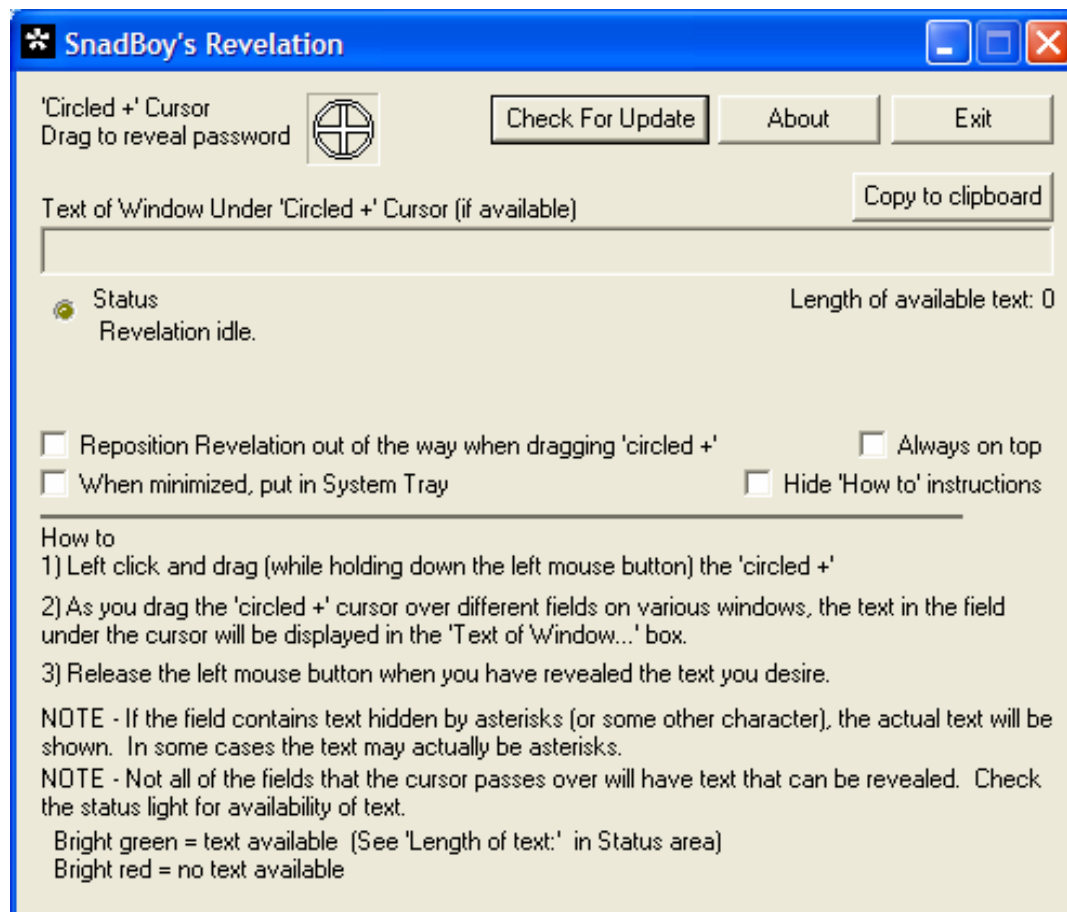 SnadBoy's Revelation
'Circled +' Cursor
Drag to reveal password
Check For Update
About
Exit
Copy to clipboard
Text of Window Under 'Circled +' Cursor (if available)
Status
Length of available text: 0
Revelation idle.
Reposition Revelation out of the way when dragging 'circled +'
Always on top
When minimized, put in System Tray
Hide 'How to' instructions
How to
1) Left click and drag (while holding down the left mouse button) the 'circled +'
2) As you drag the 'circled +' cursor over different fields on various windows, the text in the field
under the cursor will be displayed in the 'Text of Window...' box.
3) Release the left mouse button when you have revealed the text you desire.
NOTE - If the field contains text hidden by asterisks (or some other character), the actual text will be
shown.  In some cases the text may actually be asterisks.
NOTE - Not all of the fields that the cursor passes over will have text that can be revealed.  Check
the status light for availability of text.
Bright green = text available  (See 'Length of text:'  in Status area)
Bright red = no text available